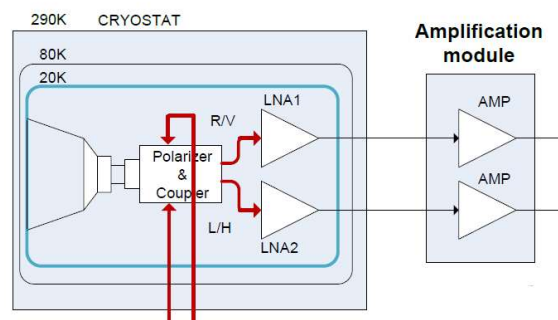 290K CRYOSTAT
80K
20K
Amplification
module
R/V
LNA1
AMP
Polarizer
&
Coupler
AMP
L/H
LNA2